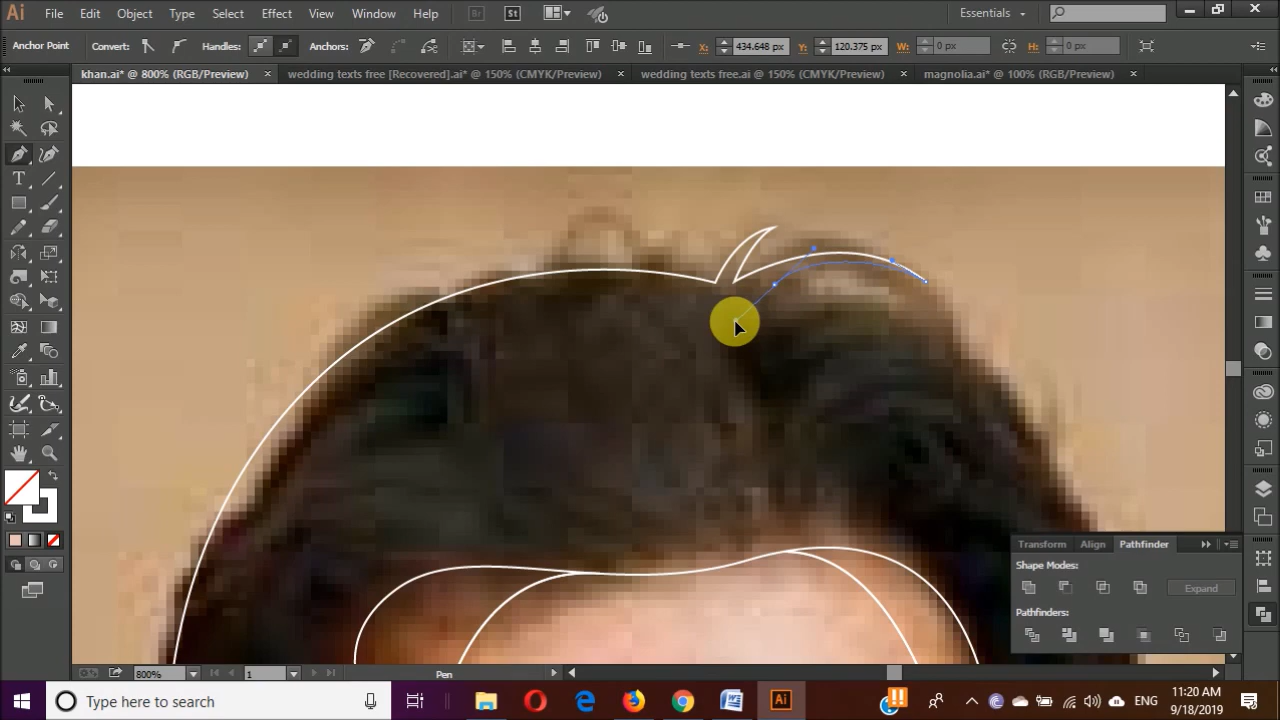 Ai File Edit Object Type Select Effect View Window Help Br St Essentials
Anchor Point Convert: Handles: Anchors: X: 434.648 px Y: 120.375 px W: 0 px H: 0 px
khan.ai* @ 800% (RGB/Preview) × wedding texts free [Recovered].ai* @ 150% (CMYK/Preview) × wedding texts free.ai @ 150% (CMYK/Preview) × magnolia.ai* @ 100% (RGB/Preview) ×
T
Transform Align Pathfinder
Shape Modes:
Expand
Pathfinders:
800% 1 Pen
Type here to search
W Ai
ENG
11:20 AM
9/18/2019